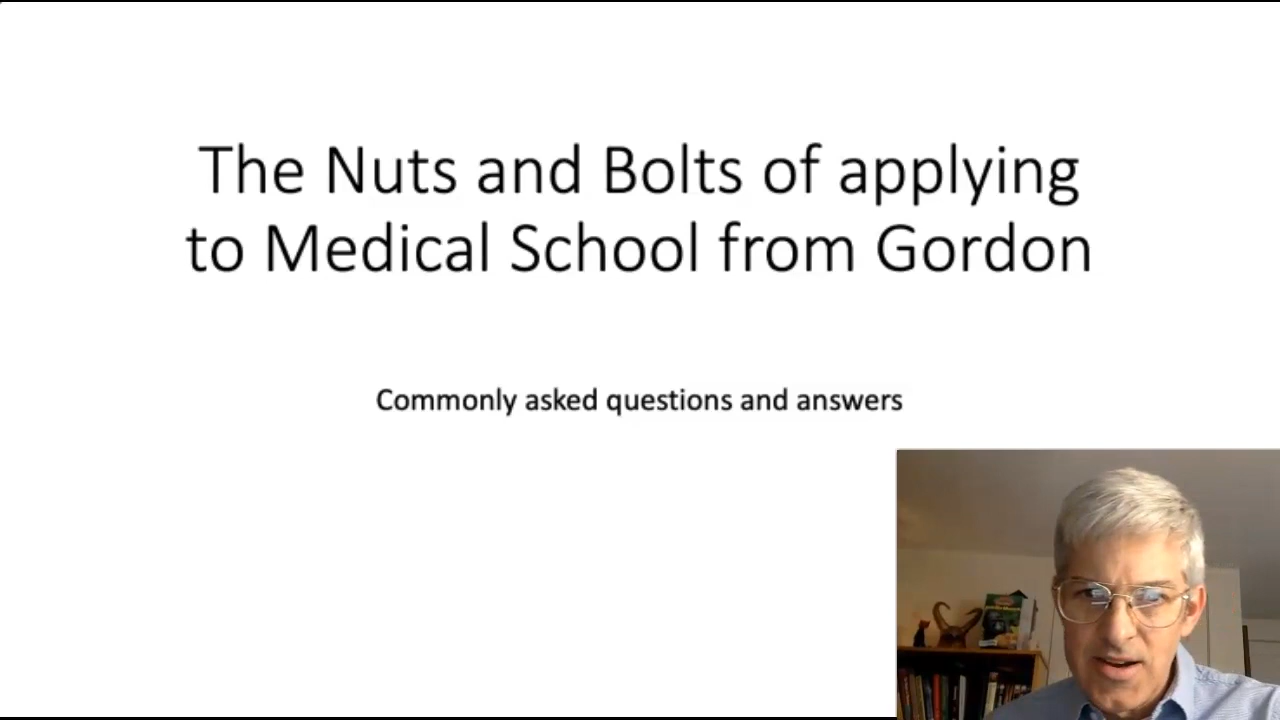 The Nuts and Bolts of applying
to Medical School from Gordon
Commonly asked questions and answers